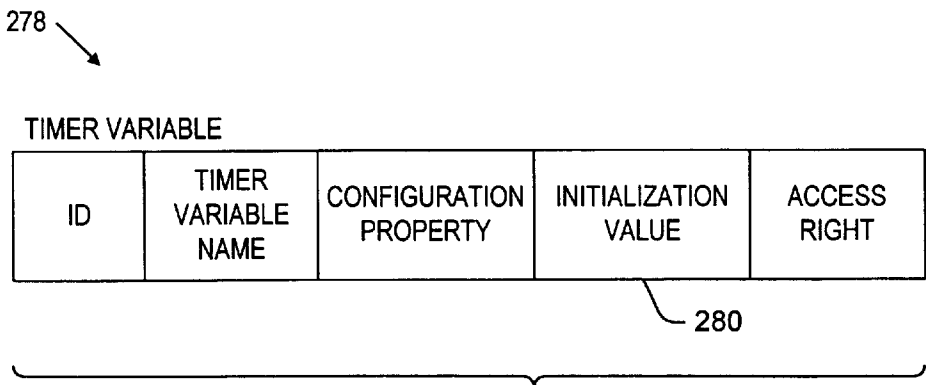 278
TIMER VARIABLE
ID
TIMER
VARIABLE
NAME
CONFIGURATION
PROPERTY
INITIALIZATION
VALUE
ACCESS
RIGHT
280